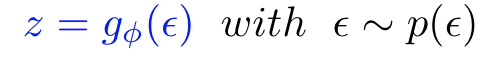 z = g_ϕ(ϵ) with ϵ ∼ p(ϵ)